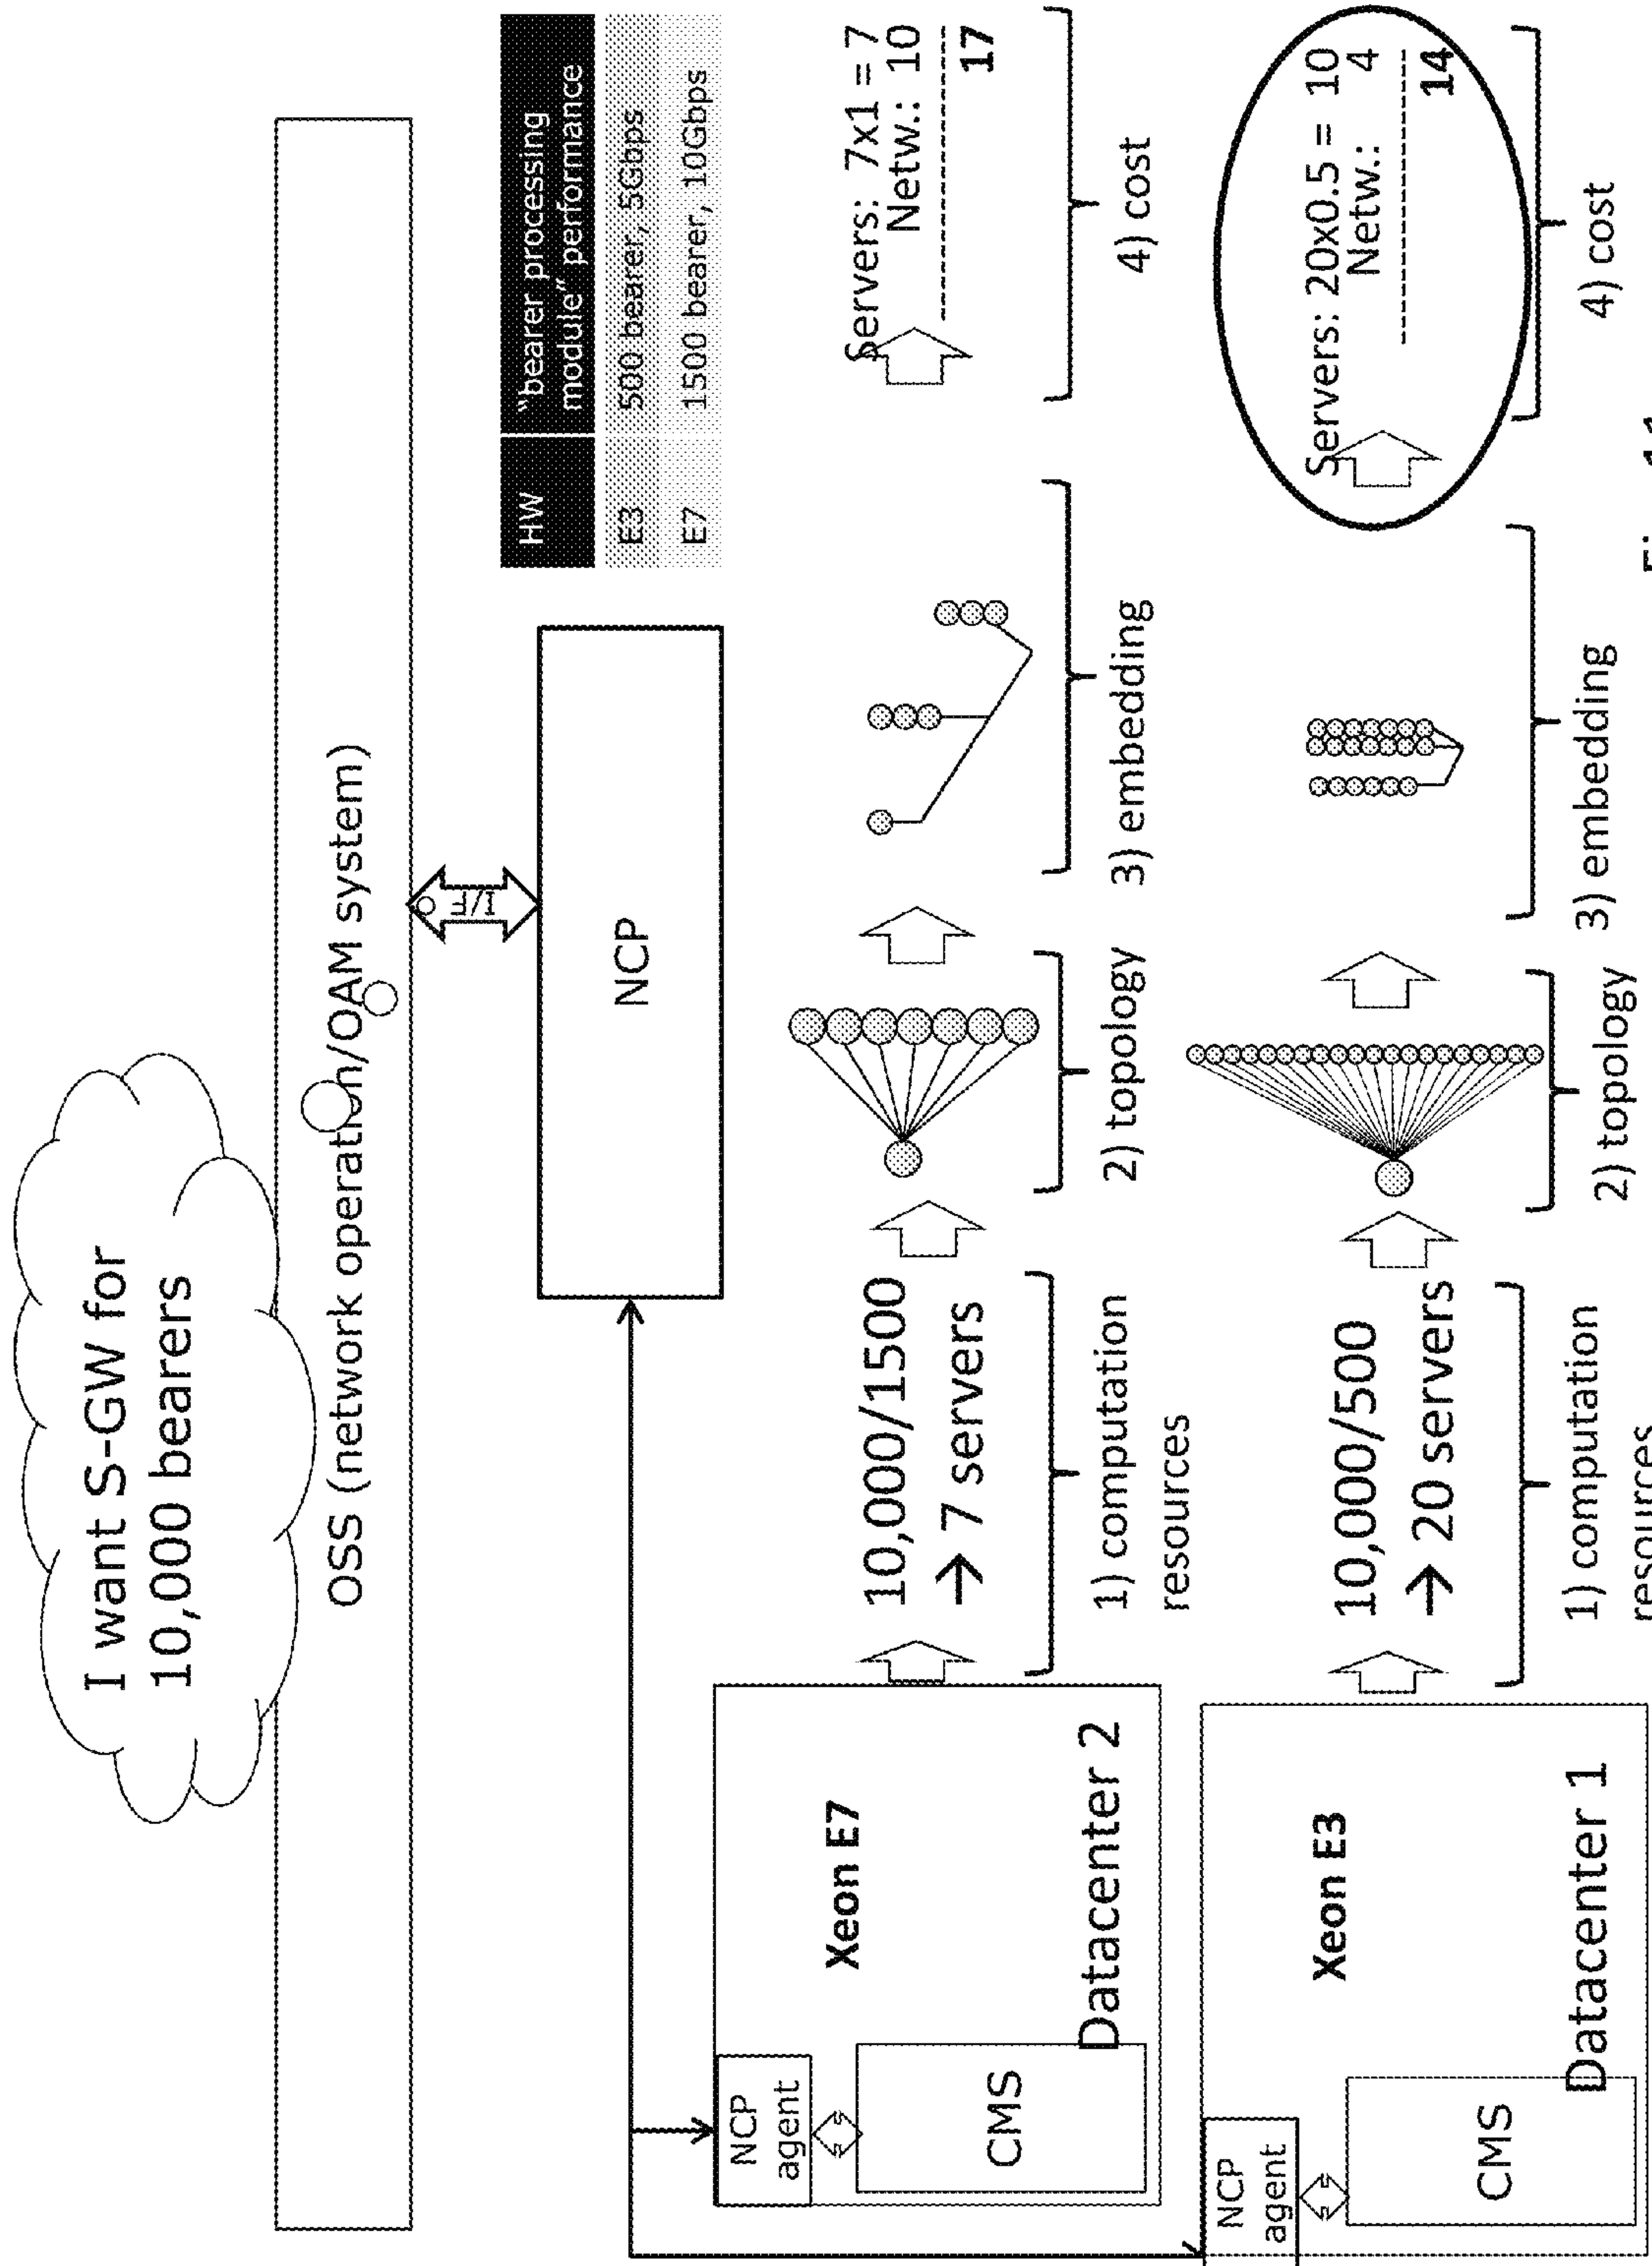 I want S-GW for
10,000 bearers
OSS (network operation/OAM system)
I/F
NCP
HW
"bearer processing
module" performance
E3
500 bearer, 5Gbps
E7
1500 bearer, 10Gbps
NCP
agent
CMS
Xeon E7
Datacenter 2
10,000/1500
→ 7 servers
1) computation
resources
2) topology
3) embedding
Servers: 7x1 = 7
Netw.: 10
17
4) cost
NCP
agent
CMS
Xeon E3
Datacenter 1
10,000/500
→ 20 servers
1) computation
resources
2) topology
3) embedding
Servers: 20x0.5 = 10
Netw.: 4
14
4) cost